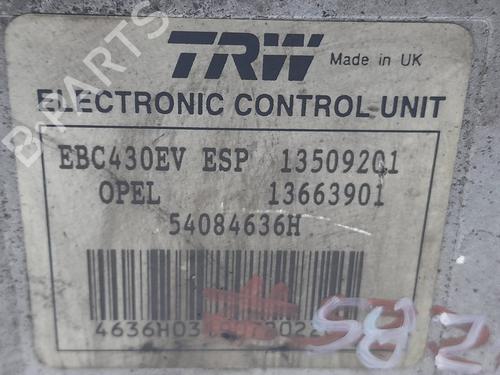 TRW Made in UK
ELECTRONIC CONTROL UNIT
EBC430EV ESP 13509201
OPEL 13663901
54084636H
B-PARTS